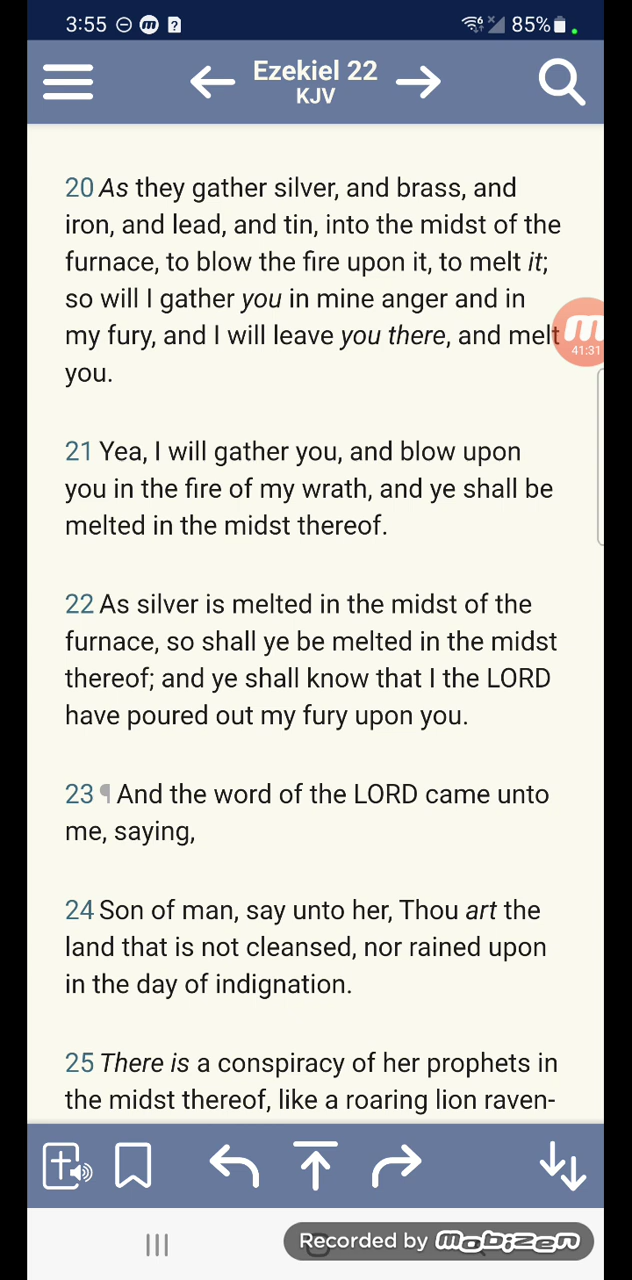 3:55 85%
Ezekiel 22
KJV
20 As they gather silver, and brass, and
iron, and lead, and tin, into the midst of the
furnace, to blow the fire upon it, to melt it;
so will I gather you in mine anger and in
my fury, and I will leave you there, and melt
you.
41:31
21 Yea, I will gather you, and blow upon
you in the fire of my wrath, and ye shall be
melted in the midst thereof.
22 As silver is melted in the midst of the
furnace, so shall ye be melted in the midst
thereof; and ye shall know that I the LORD
have poured out my fury upon you.
23 ¶ And the word of the LORD came unto
me, saying,
24 Son of man, say unto her, Thou art the
land that is not cleansed, nor rained upon
in the day of indignation.
25 There is a conspiracy of her prophets in
the midst thereof, like a roaring lion raven-
Recorded by mobizen